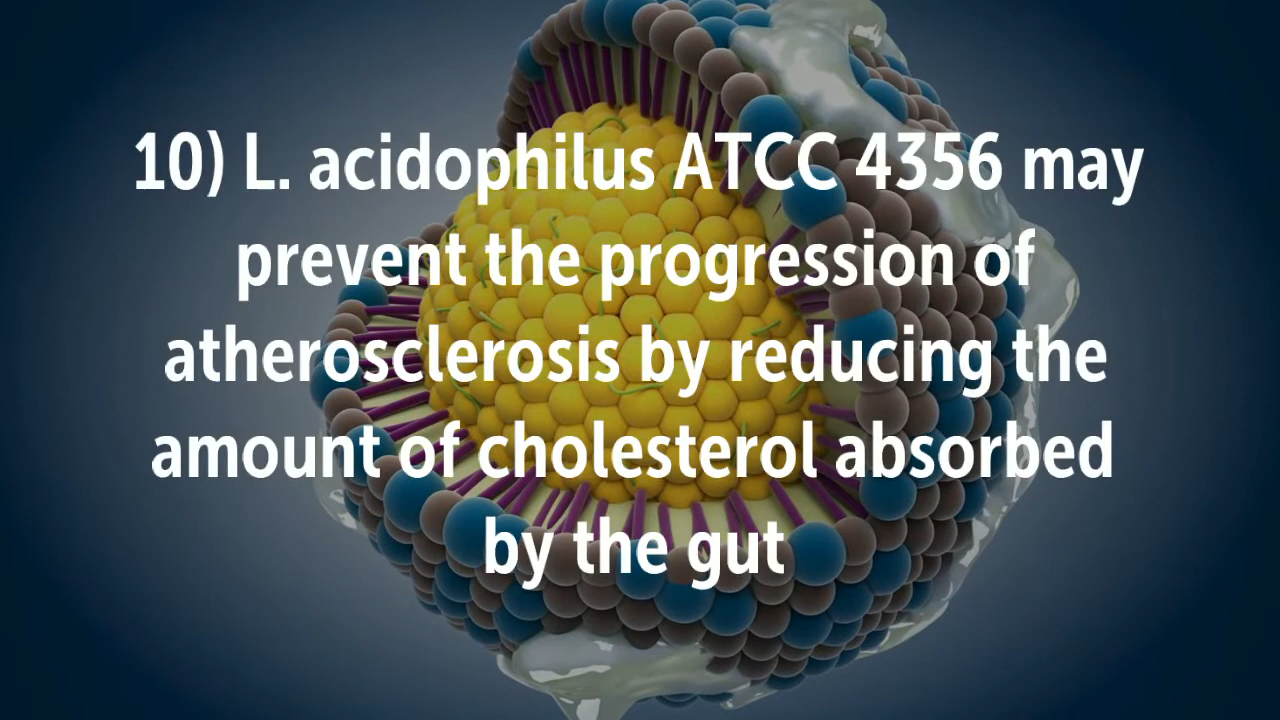 10) L. acidophilus ATCC 4356 may
prevent the progression of
atherosclerosis by reducing the
amount of cholesterol absorbed
by the gut